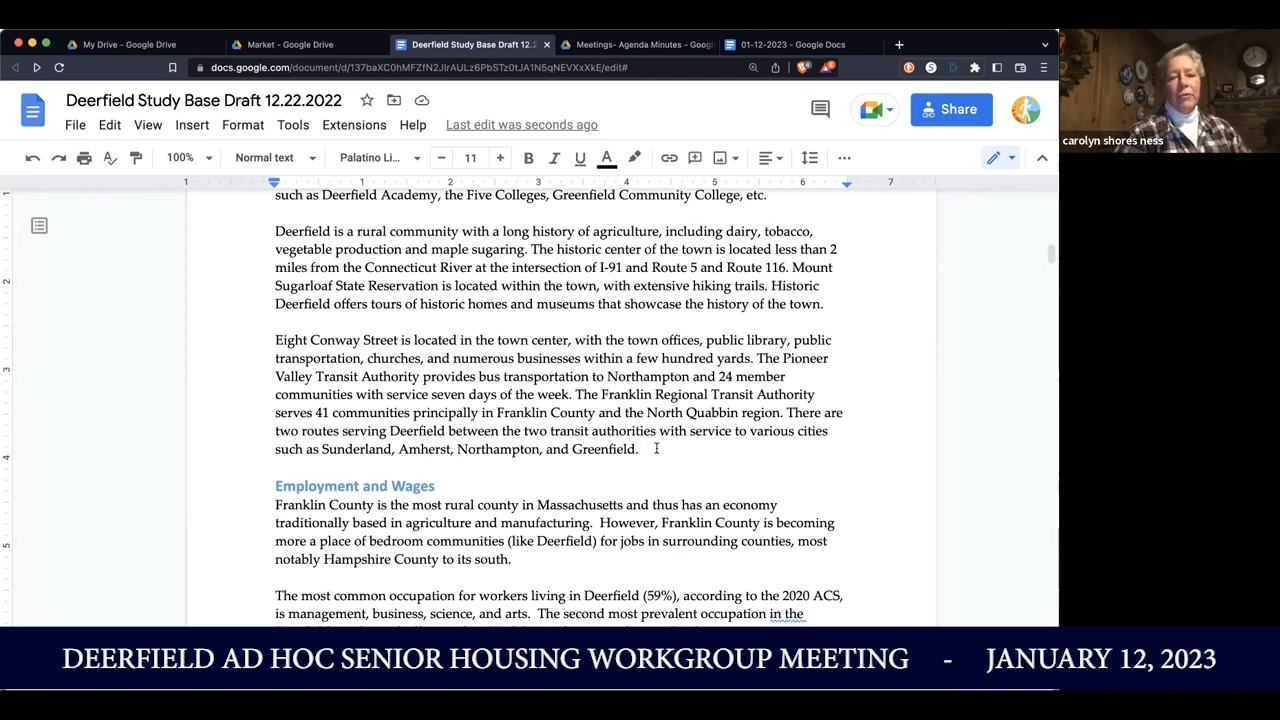 My Drive - Google Drive
Market - Google Drive
Deerfield Study Base Draft 12.2
Meetings- Agenda Minutes - Googl
01-12-2023 - Google Docs
docs.google.com/document/d/137baXC0hMFZfN2JIrAULz6PbSTz0tJA1N5qNEVXxXkE/edit#
Deerfield Study Base Draft 12.22.2022
File Edit View Insert Format Tools Extensions Help Last edit was seconds ago
Share
100% Normal text Palatino Li... 11
1 1 2 3 4 5 6 7
such as Deerfield Academy, the Five Colleges, Greenfield Community College, etc.
Deerfield is a rural community with a long history of agriculture, including dairy, tobacco,
vegetable production and maple sugaring. The historic center of the town is located less than 2
miles from the Connecticut River at the intersection of I-91 and Route 5 and Route 116. Mount
Sugarloaf State Reservation is located within the town, with extensive hiking trails. Historic
Deerfield offers tours of historic homes and museums that showcase the history of the town.
Eight Conway Street is located in the town center, with the town offices, public library, public
transportation, churches, and numerous businesses within a few hundred yards. The Pioneer
Valley Transit Authority provides bus transportation to Northampton and 24 member
communities with service seven days of the week. The Franklin Regional Transit Authority
serves 41 communities principally in Franklin County and the North Quabbin region. There are
two routes serving Deerfield between the two transit authorities with service to various cities
such as Sunderland, Amherst, Northampton, and Greenfield.
Employment and Wages
Franklin County is the most rural county in Massachusetts and thus has an economy
traditionally based in agriculture and manufacturing. However, Franklin County is becoming
more a place of bedroom communities (like Deerfield) for jobs in surrounding counties, most
notably Hampshire County to its south.
The most common occupation for workers living in Deerfield (59%), according to the 2020 ACS,
is management, business, science, and arts. The second most prevalent occupation in the
carolyn shores ness
DEERFIELD AD HOC SENIOR HOUSING WORKGROUP MEETING - JANUARY 12, 2023